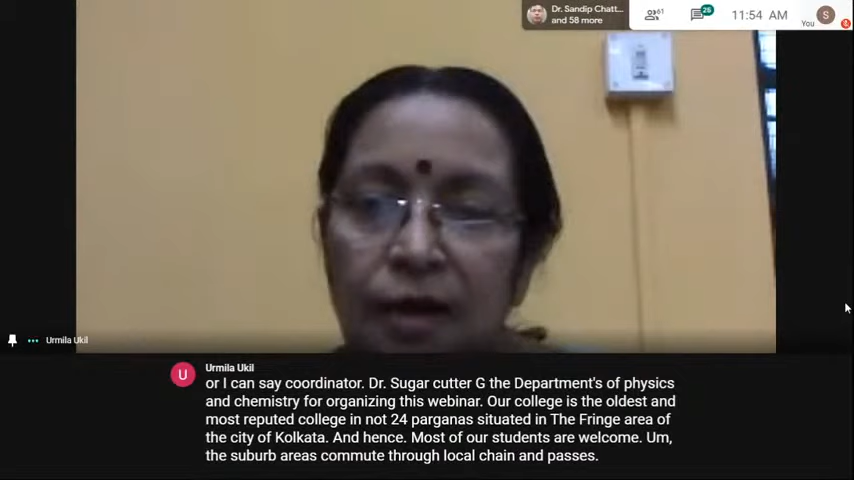 Dr. Sandip Chatt...
and 58 more
61
25
11:54 AM
You
S
Urmila Ukil
U
Urmila Ukil
or I can say coordinator. Dr. Sugar cutter G the Department's of physics
and chemistry for organizing this webinar. Our college is the oldest and
most reputed college in not 24 parganas situated in The Fringe area of
the city of Kolkata. And hence. Most of our students are welcome. Um,
the suburb areas commute through local chain and passes.